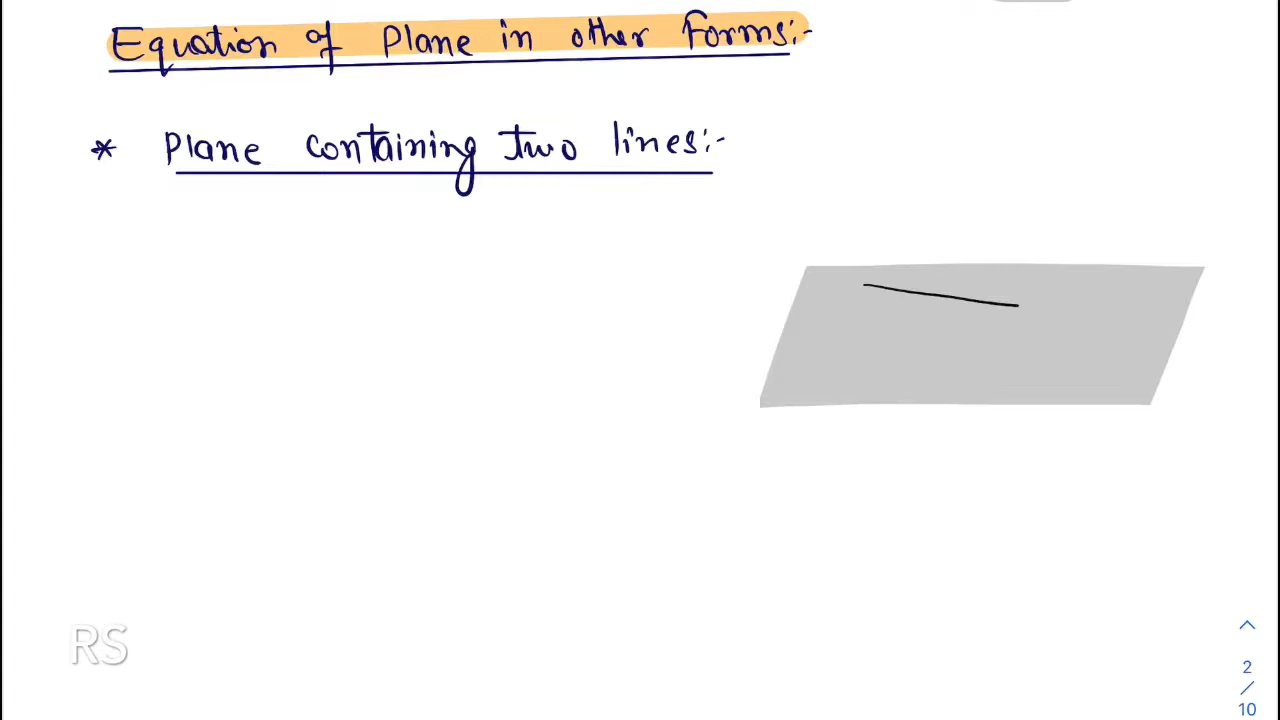 Equation of Plane in other Forms:-
* Plane containing two lines:-
RS
2
/
10